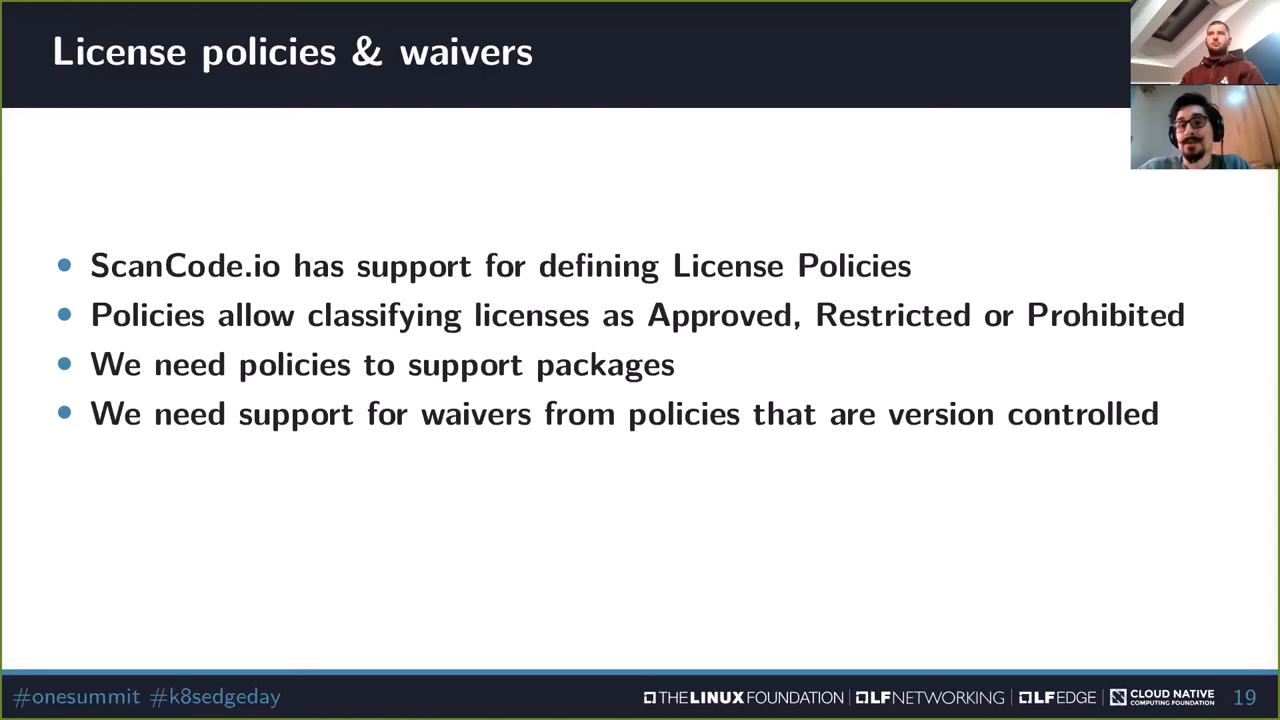 License policies & waivers
ScanCode.io has support for defining License Policies
Policies allow classifying licenses as Approved, Restricted or Prohibited
We need policies to support packages
We need support for waivers from policies that are version controlled
#onesummit #k8sedgeday
THE LINUX FOUNDATION | LFNETWORKING | LFEDGE | CLOUD NATIVE COMPUTING FOUNDATION 19